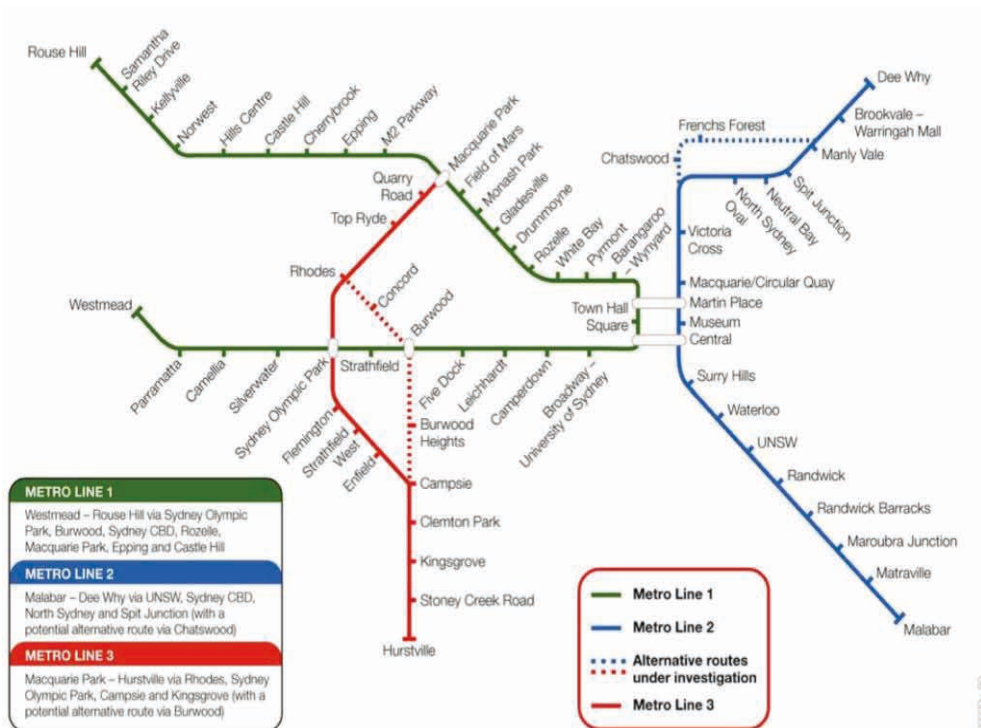 Rouse Hill
Samantha
Riley Drive
Kellyville
Norwest
Hills Centre
Castle Hill
Cherrybrook
Epping
M2 Parkway
Macquarie Park
Field of Mars
Monash Park
Gladesville
Drummoyne
Rozelle
White Bay
Pyrmont
Barangaroo
– Wynyard
Quarry
Road
Top Ryde
Rhodes
Concord
Burwood
Westmead
Parramatta
Camellia
Silverwater
Sydney Olympic Park
Strathfield
Five Dock
Leichhardt
Camperdown
Broadway –
University of Sydney
Town Hall
Square
Flemington
Strathfield
West
Enfield
Burwood
Heights
Campsie
Clemton Park
Kingsgrove
Stoney Creek Road
Hurstville
Dee Why
Brookvale –
Warringah Mall
Manly Vale
Frenchs Forest
Chatswood
Spit Junction
Neutral Bay
North Sydney
Oval
Victoria
Cross
Macquarie/Circular Quay
Martin Place
Museum
Central
Surry Hills
Waterloo
UNSW
Randwick
Randwick Barracks
Maroubra Junction
Matraville
Malabar
METRO LINE 1
Westmead – Rouse Hill via Sydney Olympic
Park, Burwood, Sydney CBD, Rozelle,
Macquarie Park, Epping and Castle Hill
METRO LINE 2
Malabar – Dee Why via UNSW, Sydney CBD,
North Sydney and Spit Junction (with a
potential alternative route via Chatswood)
METRO LINE 3
Macquarie Park – Hurstville via Rhodes, Sydney
Olympic Park, Campsie and Kingsgrove (with a
potential alternative route via Burwood)
Metro Line 1
Metro Line 2
Alternative routes
under investigation
Metro Line 3